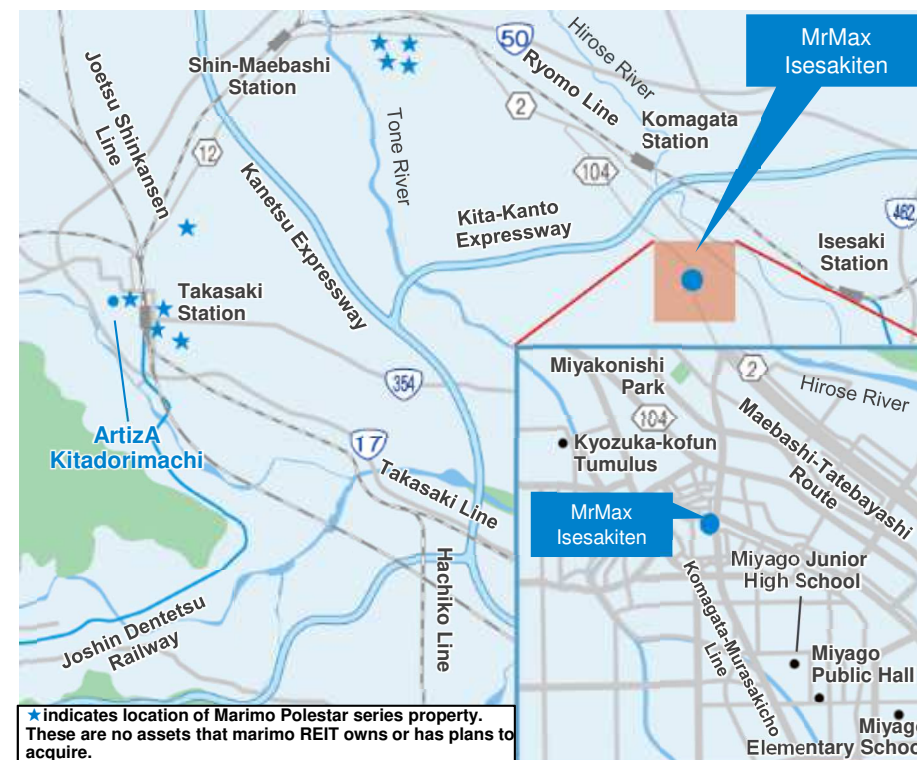 MrMax
Isesakiten
50
Hirose River
Shin-Maebashi
Station
Ryomo Line
2
Komagata
Station
Joetsu Shinkansen
Line
12
Tone River
104
Kanetsu Expressway
Kita-Kanto
Expressway
462
Isesaki
Station
Takasaki
Station
354
ArtizA
Kitadorimachi
17
Takasaki Line
Hachiko Line
Joshin Dentetsu
Railway
Miyakonishi
Park
2
Hirose River
104
Maebashi-Tatebayashi
Route
Kyozuka-kofun
Tumulus
MrMax
Isesakiten
Miyago Junior
High School
Komagata-Murasakicho
Line
Miyago
Public Hall
Miyago
Elementary Schoo
★indicates location of Marimo Polestar series property.
These are no assets that marimo REIT owns or has plans to
acquire.